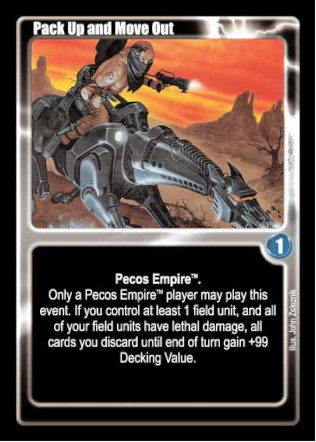 Pack Up and Move Out
1
Pecos Empire™.
Only a Pecos Empire™ player may play this
event. If you control at least 1 field unit, and all
of your field units have lethal damage, all
cards you discard until end of turn gain +99
Decking Value.
Illus. John Zeleznik